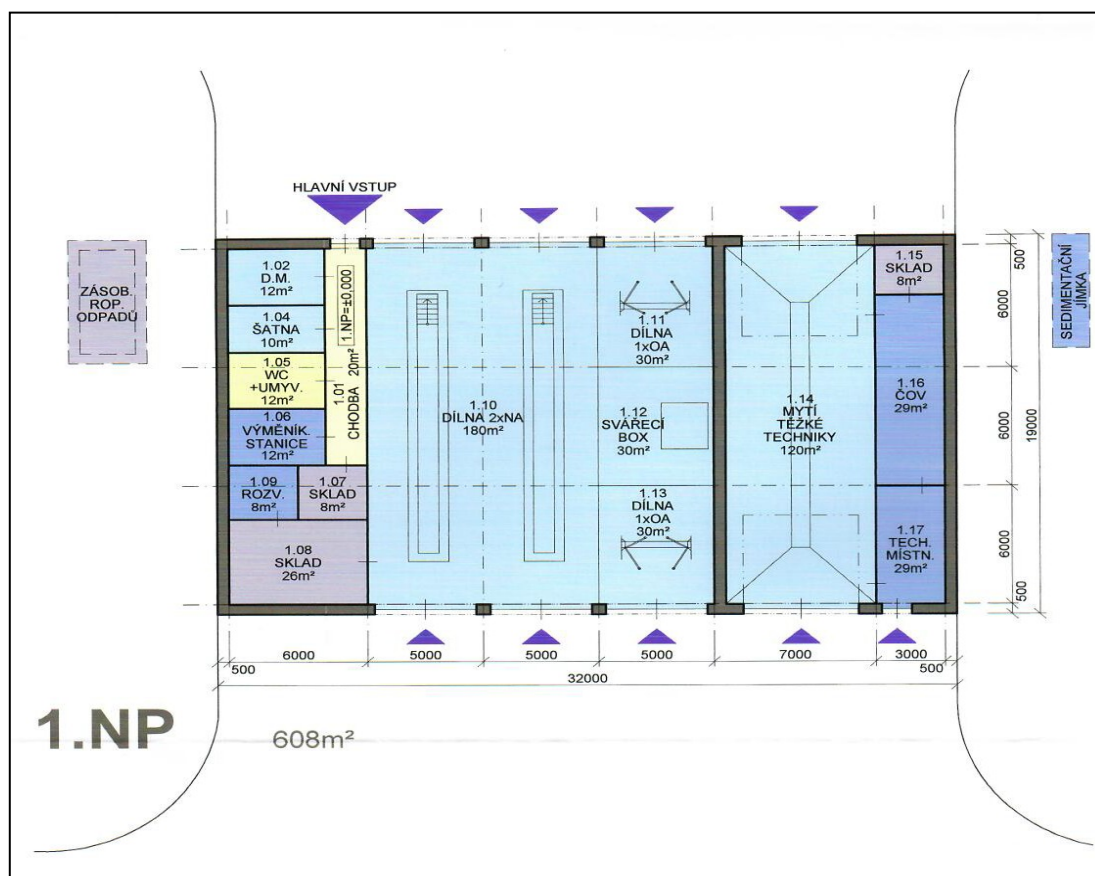 HLAVNÍ VSTUP
ZÁSOB.
ROP.
ODPADŮ
1.02
D.M.
12m²
1.04
ŠATNA
10m²
1.05
WC
+UMYV.
12m²
1.06
VÝMĚNÍK.
STANICE
12m²
1.09
ROZV.
8m²
1.07
SKLAD
8m²
1.08
SKLAD
26m²
1.01
CHODBA 20m²
1.NP=±0,000
1.10
DÍLNA 2xNA
180m²
1.11
DÍLNA
1xOA
30m²
1.12
SVÁŘECÍ
BOX
30m²
1.13
DÍLNA
1xOA
30m²
1.14
MYTÍ
TĚŽKÉ
TECHNIKY
120m²
1.15
SKLAD
8m²
1.16
ČOV
29m²
1.17
TECH.
MÍSTN.
29m²
SEDIMENTAČNÍ
JÍMKA
500
6000
6000
6000
500
19000
6000
5000
5000
5000
7000
3000
500
500
32000
1.NP
608m²